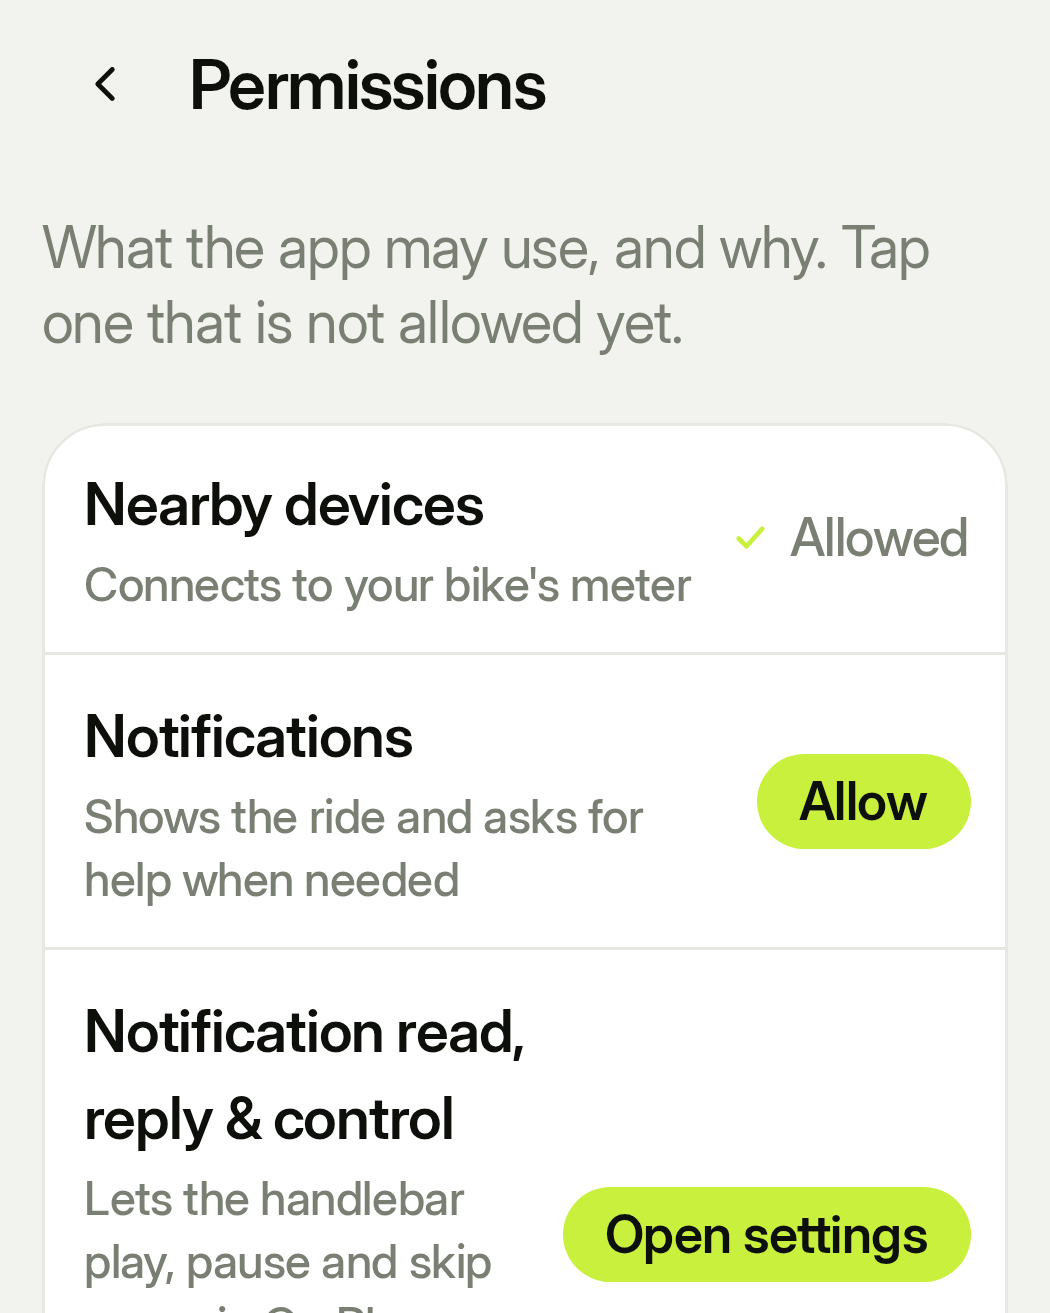 Permissions
What the app may use, and why. Tap
one that is not allowed yet.
Nearby devices
Connects to your bike's meter
Allowed
Notifications
Shows the ride and asks for
help when needed
Allow
Notification read,
reply & control
Lets the handlebar
play, pause and skip
Open settings